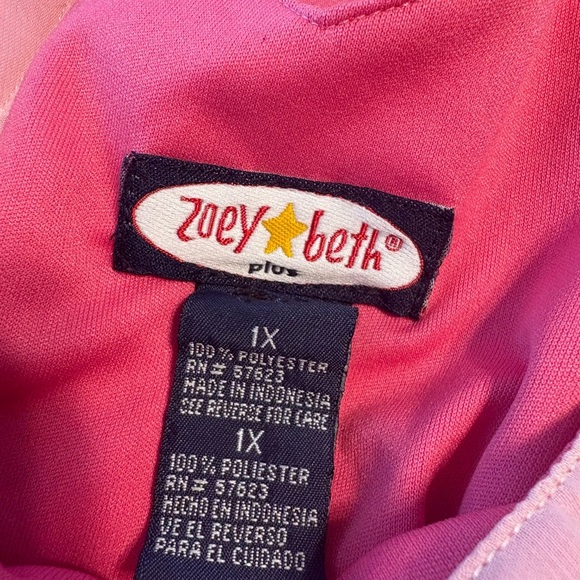 zoey beth®
plus
1X
100% POLYESTER
RN# 57623
MADE IN INDONESIA
SEE REVERSE FOR CARE
1X
100% POLIESTER
RN# 57623
HECHO EN INDONESIA
VE EL REVERSO
PARA EL CUIDADO